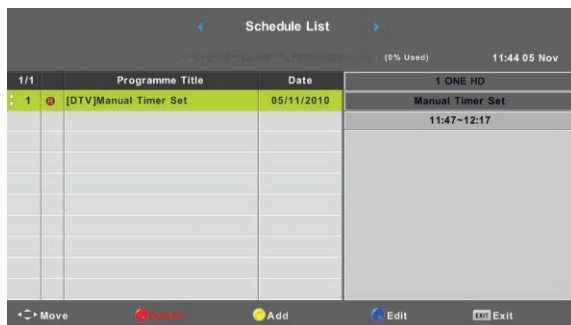 Schedule List
(0% Used) 11:44 05 Nov
1/1 Programme Title Date 1 ONE HD
1 R [DTV]Manual Timer Set 05/11/2010 Manual Timer Set
11:47~12:17
Move Delete Add Edit EXIT Exit